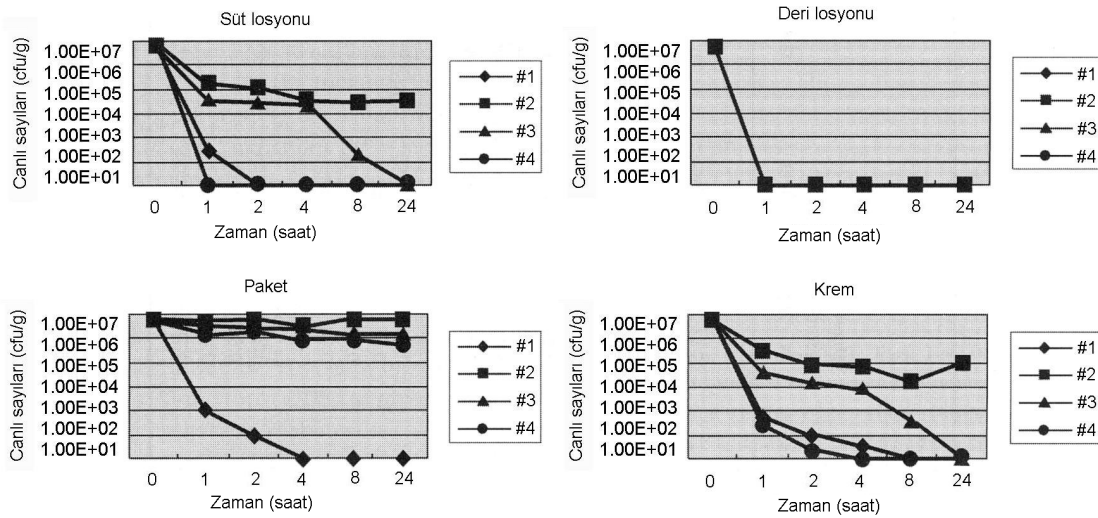 Süt losyonu
Canlı sayıları (cfu/g)
1.00E+07
1.00E+06
1.00E+05
1.00E+04
1.00E+03
1.00E+02
1.00E+01
0 1 2 4 8 24
Zaman (saat)
#1
#2
#3
#4
Deri losyonu
Canlı sayıları (cfu/g)
1.00E+07
1.00E+06
1.00E+05
1.00E+04
1.00E+03
1.00E+02
1.00E+01
0 1 2 4 8 24
Zaman (saat)
#1
#2
#3
#4
Paket
Canlı sayıları (cfu/g)
1.00E+07
1.00E+06
1.00E+05
1.00E+04
1.00E+03
1.00E+02
1.00E+01
0 1 2 4 8 24
Zaman (saat)
#1
#2
#3
#4
Krem
Canlı sayıları (cfu/g)
1.00E+07
1.00E+06
1.00E+05
1.00E+04
1.00E+03
1.00E+02
1.00E+01
0 1 2 4 8 24
Zaman (saat)
#1
#2
#3
#4